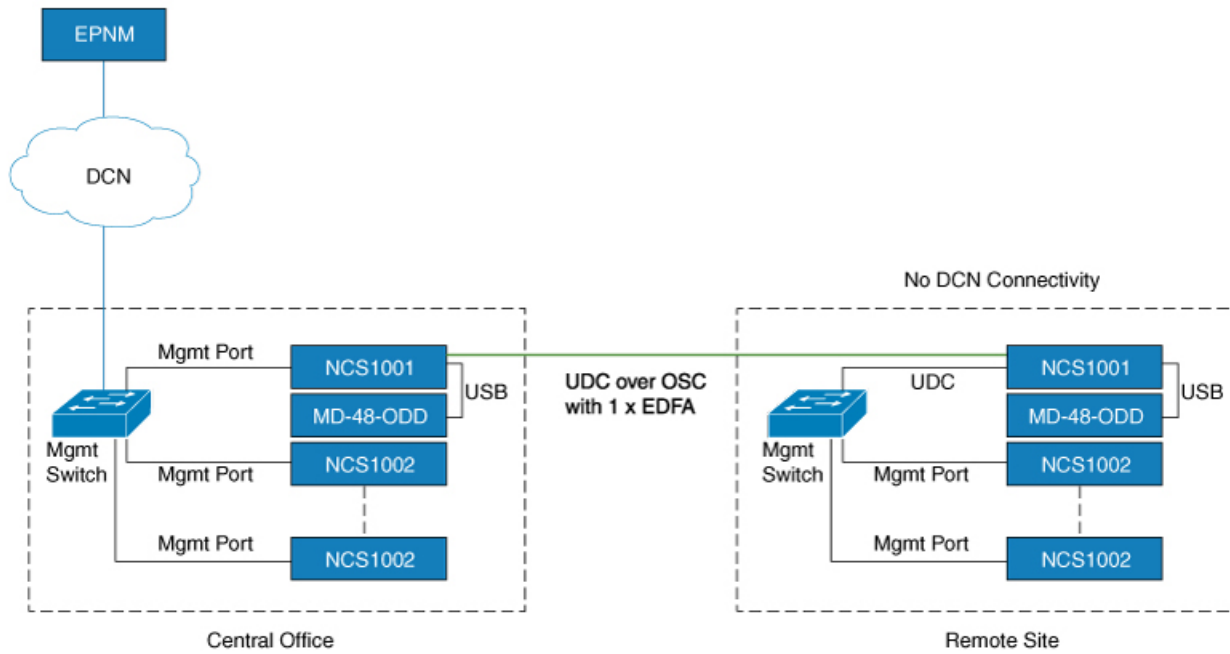 EPNM
DCN
No DCN Connectivity
Mgmt Port
NCS1001
USB
MD-48-ODD
Mgmt
Switch
Mgmt Port
NCS1002
Mgmt Port
NCS1002
Central Office
UDC over OSC
with 1 x EDFA
NCS1001
UDC
USB
MD-48-ODD
Mgmt
Switch
Mgmt Port
NCS1002
Mgmt Port
NCS1002
Remote Site